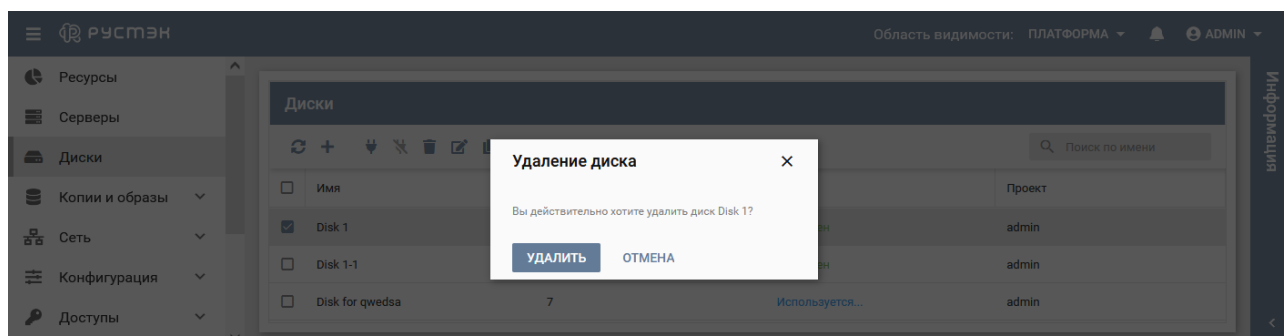 РУСТЭК
Область видимости: ПЛАТФОРМА
ADMIN
Ресурсы
Серверы
Диски
Копии и образы
Сеть
Конфигурация
Доступы
Диски
Поиск по имени
Имя
Проект
Disk 1
admin
Disk 1-1
admin
Disk for qwedsa 7 Используется... admin
Удаление диска
Вы действительно хотите удалить диск Disk 1?
УДАЛИТЬ ОТМЕНА
Информация